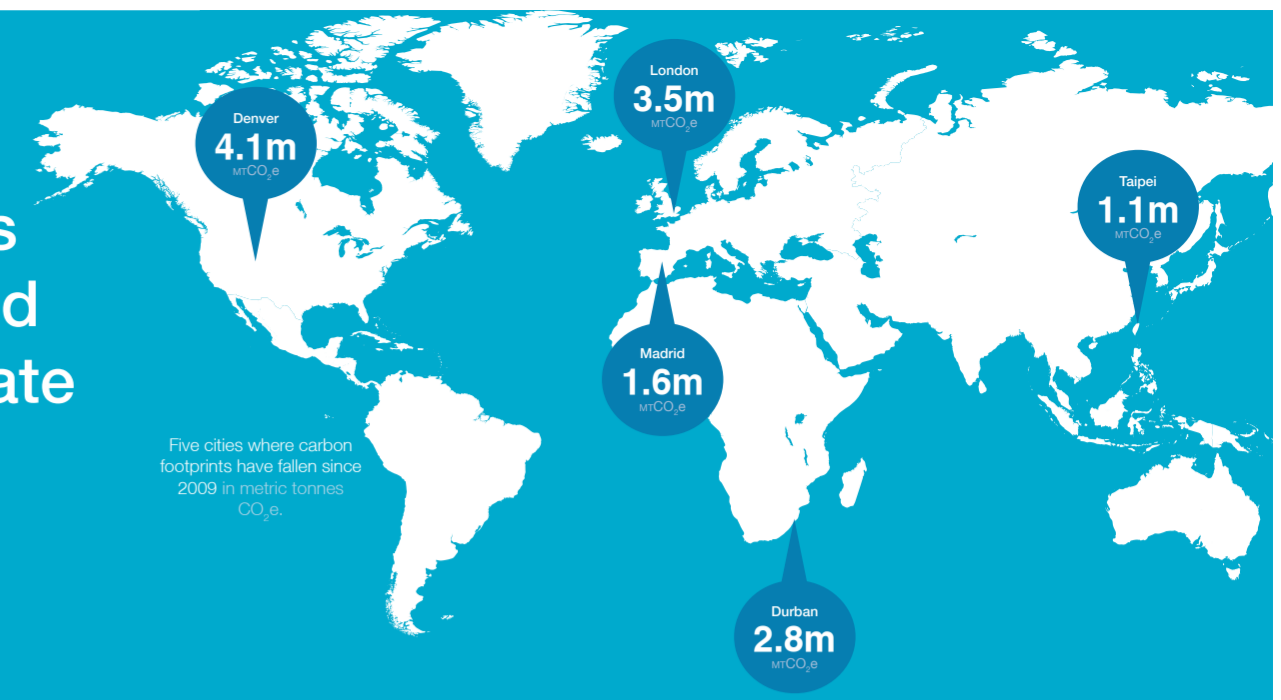 London
3.5m
MTCO₂e
Denver
4.1m
MTCO₂e
Taipei
1.1m
MTCO₂e
Madrid
1.6m
MTCO₂e
Five cities where carbon
footprints have fallen since
2009 in metric tonnes
CO₂e.
Durban
2.8m
MTCO₂e